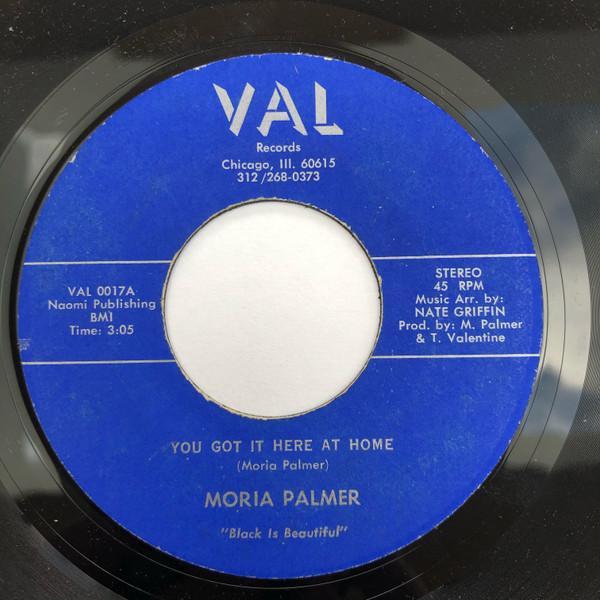 VAL
Records
Chicago, Ill. 60615
312/268-0373
VAL 0017A
Naomi Publishing
BMI
Time: 3:05
STEREO
45 RPM
Music Arr. by:
NATE GRIFFIN
Prod. by: M. Palmer
& T. Valentine
YOU GOT IT HERE AT HOME
(Moria Palmer)
MORIA PALMER
"Black Is Beautiful"